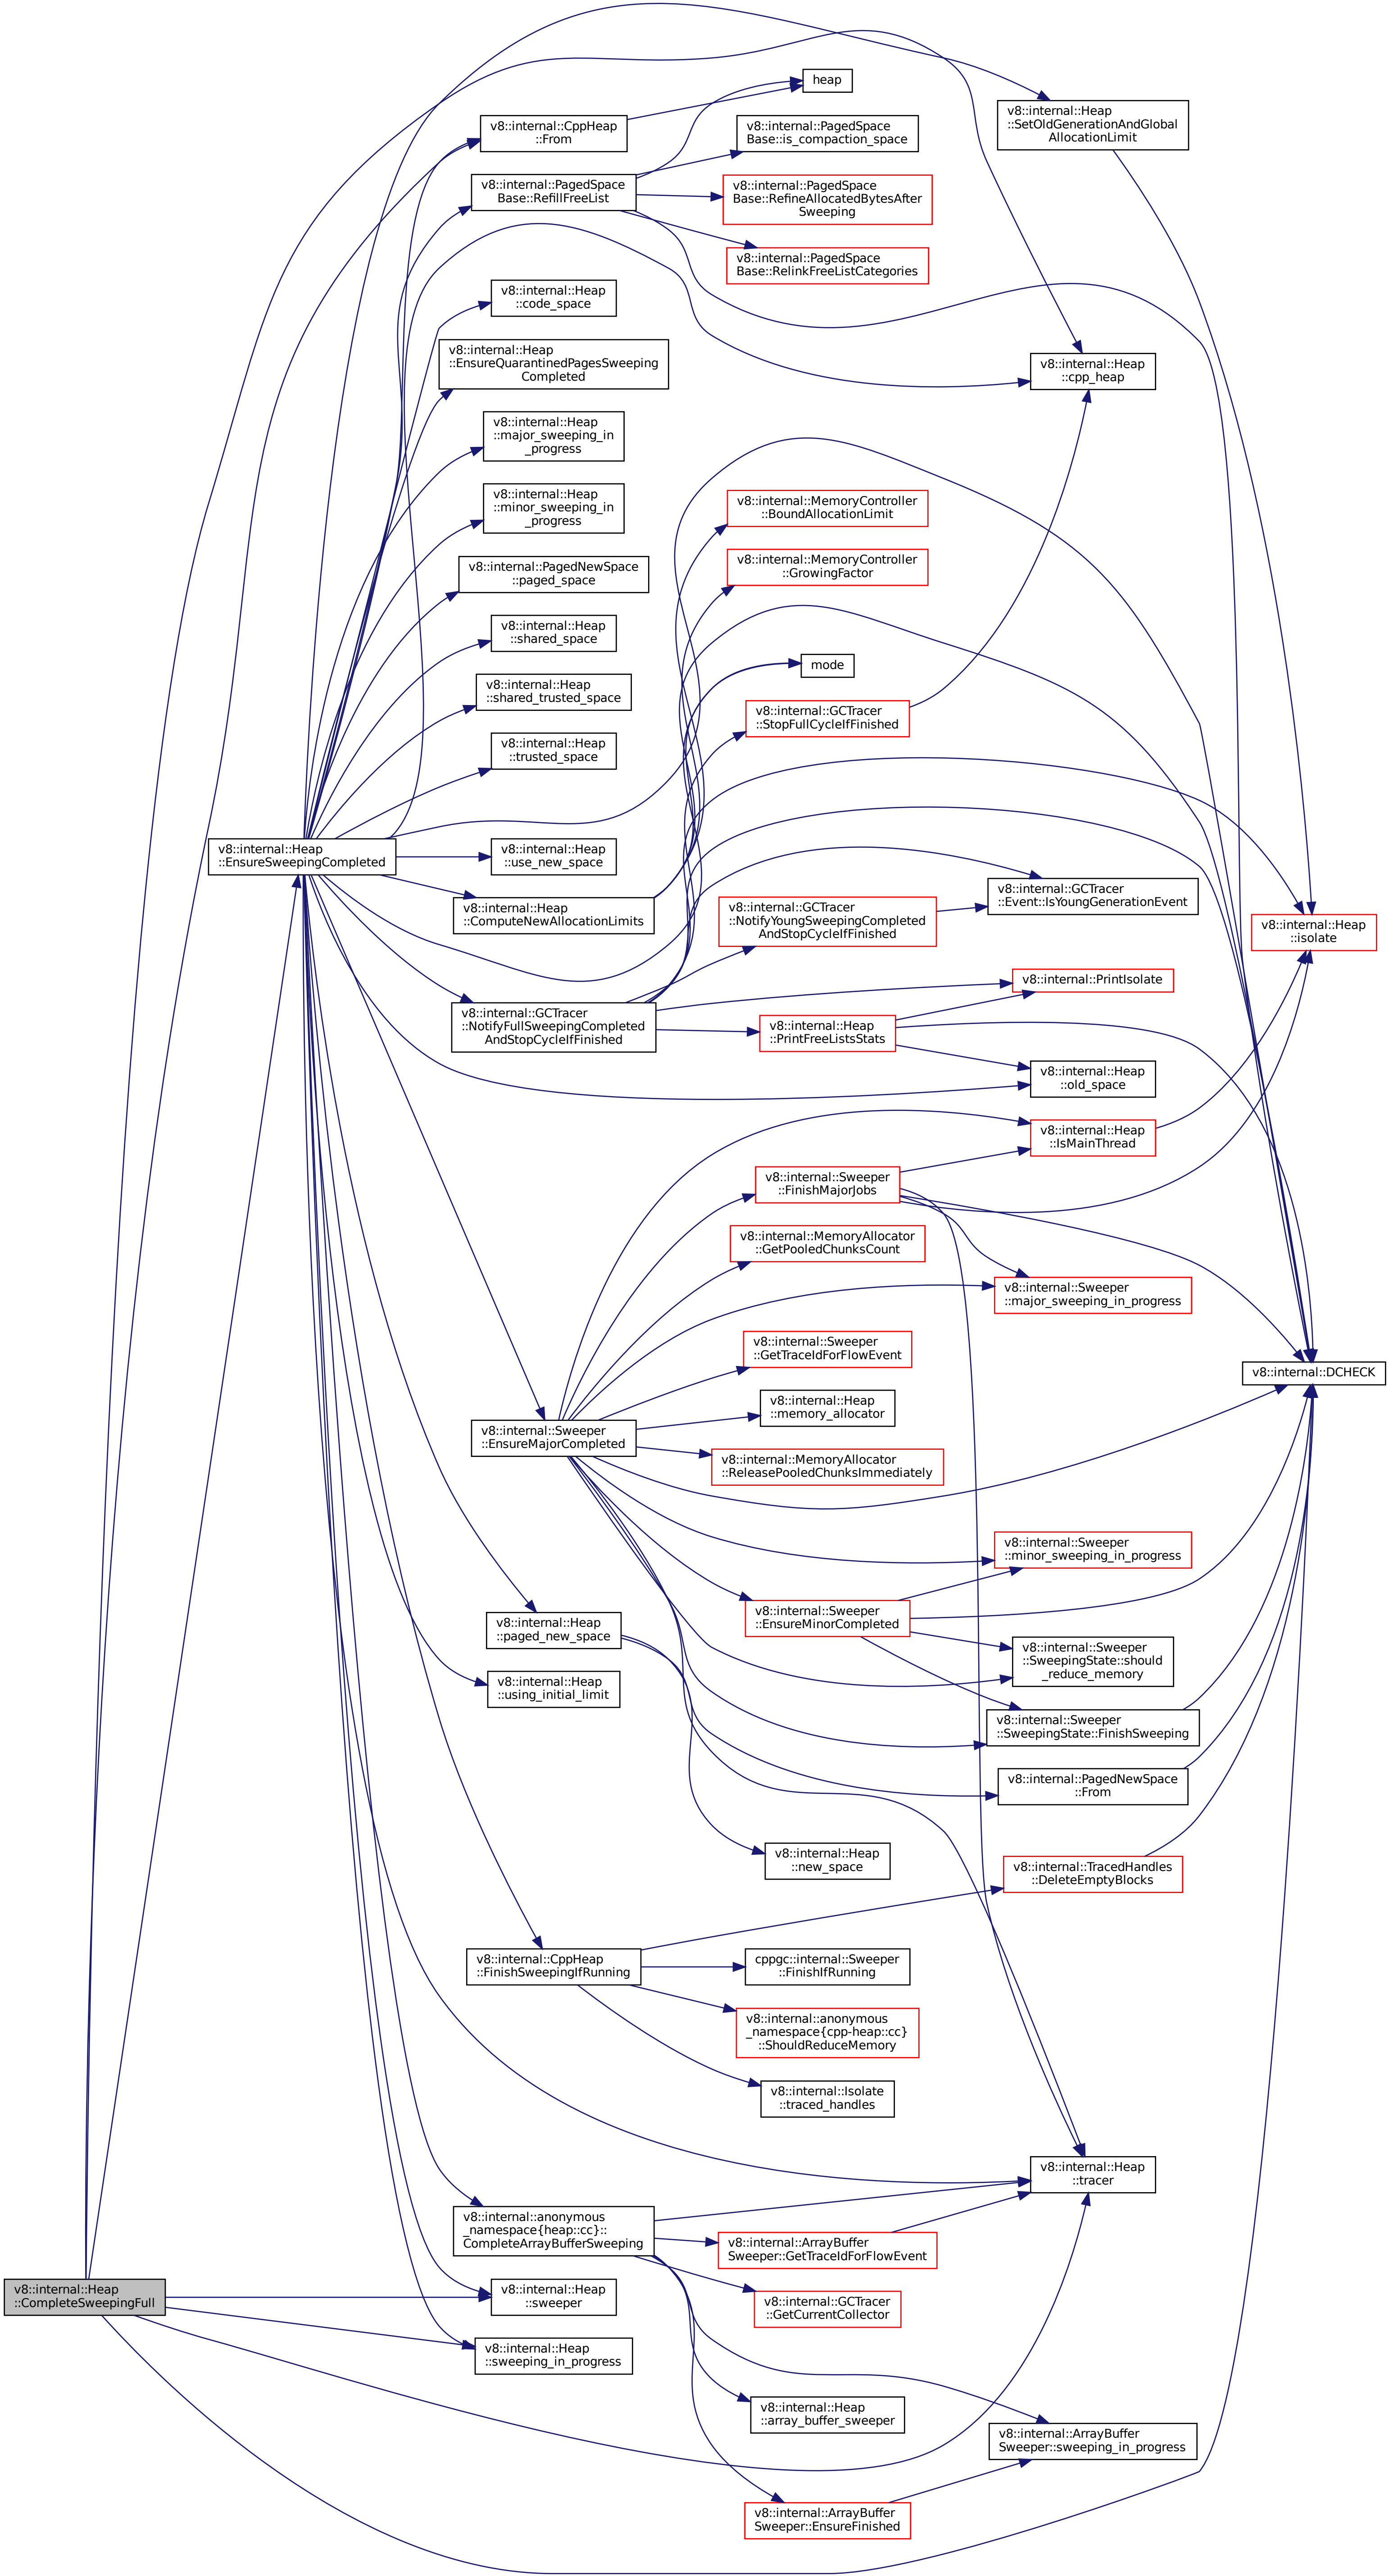 heap
v8::internal::Heap
::SetOldGenerationAndGlobal
AllocationLimit
v8::internal::CppHeap
::From
v8::internal::PagedSpace
Base::is_compaction_space
v8::internal::PagedSpace
Base::RefillFreeList
v8::internal::PagedSpace
Base::RefineAllocatedBytesAfter
Sweeping
v8::internal::PagedSpace
Base::RelinkFreeListCategories
v8::internal::Heap
::code_space
v8::internal::Heap
::EnsureQuarantinedPagesSweeping
Completed
v8::internal::Heap
::cpp_heap
v8::internal::Heap
::major_sweeping_in
_progress
v8::internal::Heap
::minor_sweeping_in
_progress
v8::internal::MemoryController
::BoundAllocationLimit
v8::internal::MemoryController
::GrowingFactor
v8::internal::PagedNewSpace
::paged_space
v8::internal::Heap
::shared_space
mode
v8::internal::Heap
::shared_trusted_space
v8::internal::GCTracer
::StopFullCycleIfFinished
v8::internal::Heap
::trusted_space
v8::internal::Heap
::EnsureSweepingCompleted
v8::internal::Heap
::use_new_space
v8::internal::GCTracer
::Event::IsYoungGenerationEvent
v8::internal::Heap
::ComputeNewAllocationLimits
v8::internal::GCTracer
::NotifyYoungSweepingCompleted
AndStopCycleIfFinished
v8::internal::Heap
::isolate
v8::internal::PrintIsolate
v8::internal::GCTracer
::NotifyFullSweepingCompleted
AndStopCycleIfFinished
v8::internal::Heap
::PrintFreeListsStats
v8::internal::Heap
::old_space
v8::internal::Heap
::IsMainThread
v8::internal::Sweeper
::FinishMajorJobs
v8::internal::MemoryAllocator
::GetPooledChunksCount
v8::internal::Sweeper
::major_sweeping_in_progress
v8::internal::Sweeper
::GetTraceIdForFlowEvent
v8::internal::DCHECK
v8::internal::Heap
::memory_allocator
v8::internal::Sweeper
::EnsureMajorCompleted
v8::internal::MemoryAllocator
::ReleasePooledChunksImmediately
v8::internal::Sweeper
::minor_sweeping_in_progress
v8::internal::Sweeper
::EnsureMinorCompleted
v8::internal::Heap
::paged_new_space
v8::internal::Sweeper
::SweepingState::should
_reduce_memory
v8::internal::Heap
::using_initial_limit
v8::internal::Sweeper
::SweepingState::FinishSweeping
v8::internal::PagedNewSpace
::From
v8::internal::Heap
::new_space
v8::internal::TracedHandles
::DeleteEmptyBlocks
v8::internal::CppHeap
::FinishSweepingIfRunning
cppgc::internal::Sweeper
::FinishIfRunning
v8::internal::anonymous
_namespace{cpp-heap::cc}
::ShouldReduceMemory
v8::internal::Isolate
::traced_handles
v8::internal::Heap
::tracer
v8::internal::anonymous
_namespace{heap::cc}::
CompleteArrayBufferSweeping
v8::internal::ArrayBuffer
Sweeper::GetTraceIdForFlowEvent
v8::internal::Heap
::CompleteSweepingFull
v8::internal::Heap
::sweeper
v8::internal::GCTracer
::GetCurrentCollector
v8::internal::Heap
::sweeping_in_progress
v8::internal::Heap
::array_buffer_sweeper
v8::internal::ArrayBuffer
Sweeper::sweeping_in_progress
v8::internal::ArrayBuffer
Sweeper::EnsureFinished